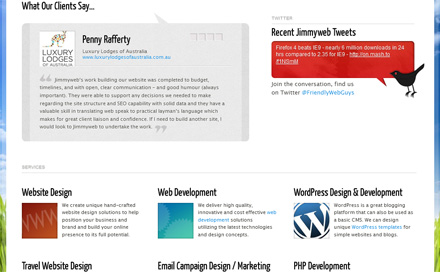 What Our Clients Say...
LUXURY
LODGES
OF AUSTRALIA
Penny Rafferty
Luxury Lodges of Australia
www.luxurylodgesofaustralia.com.au
Jimmyweb's work building our website was completed to budget,
timelines, and with open, clear communication – and good humour (always
important). They were able to support any decisions we needed to make
regarding the site structure and SEO capability with solid data and they have a
valuable skill in translating web speak to practical layman's language which
makes for great client liaison and confidence. If I need to build another site, I
would look to Jimmyweb to undertake the work.
TWITTER
Recent Jimmyweb Tweets
Firefox 4 beats IE9 - nearly 6 million downloads in 24
hrs compared to 2.35 for IE9 -
Join the conversation, find us
on Twitter @FriendlyWebGuys
SERVICES
Website Design
We create unique hand-crafted
website design solutions to help
position your business and
brand and build your online
presence to its full potential.
Web Development
We deliver high quality,
innovative and cost effective web
development solutions
utilizing the latest technologies
and design concepts.
WordPress Design & Development
WordPress is a great blogging
platform that can also be used as
a basic CMS. We can design
unique WordPress templates for
simple websites and blogs.
Travel Website Design
Email Campaign Design / Marketing
PHP Development